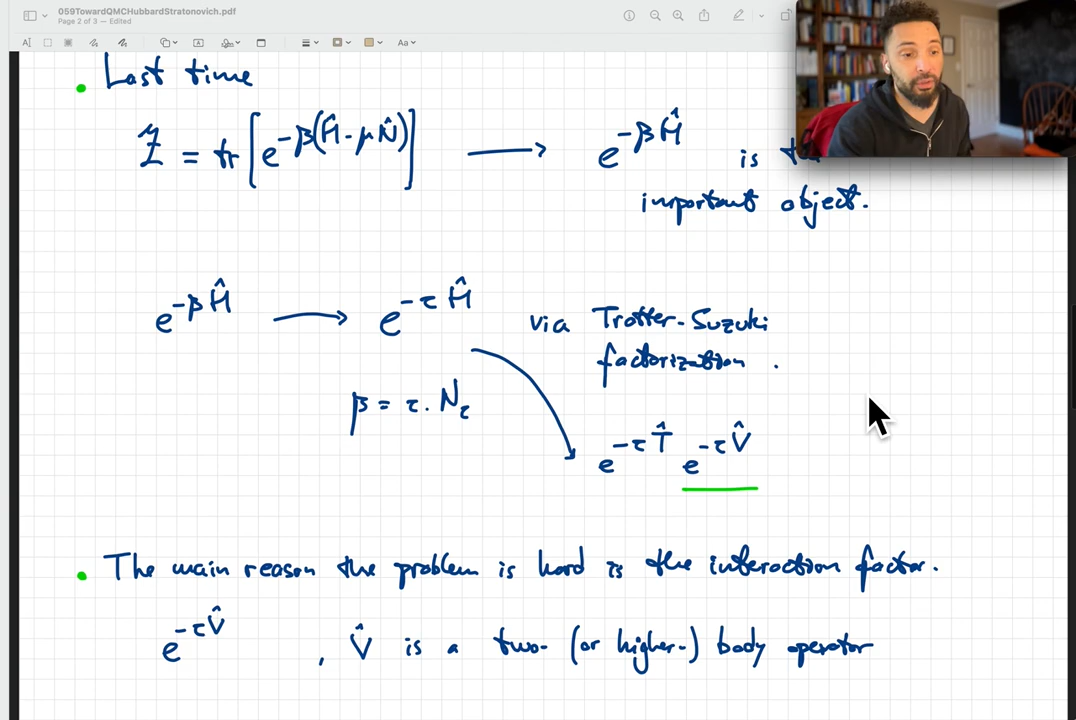 059TowardQMCHubbardStratonovich.pdf
Page 2 of 3 – Edited
Last time
Z = tr[e^{-β(Ĥ-μN̂)}] ⟶ e^{-βĤ} is
important object.
e^{-βĤ} ⟶ e^{-τĤ} via Trotter-Suzuki
factorization.
β = τ. N_τ
e^{-τT̂} e^{-τV̂}
The main reason the problem is hard is the interaction factor.
e^{-τV̂} , V̂ is a two- (or higher-) body operator